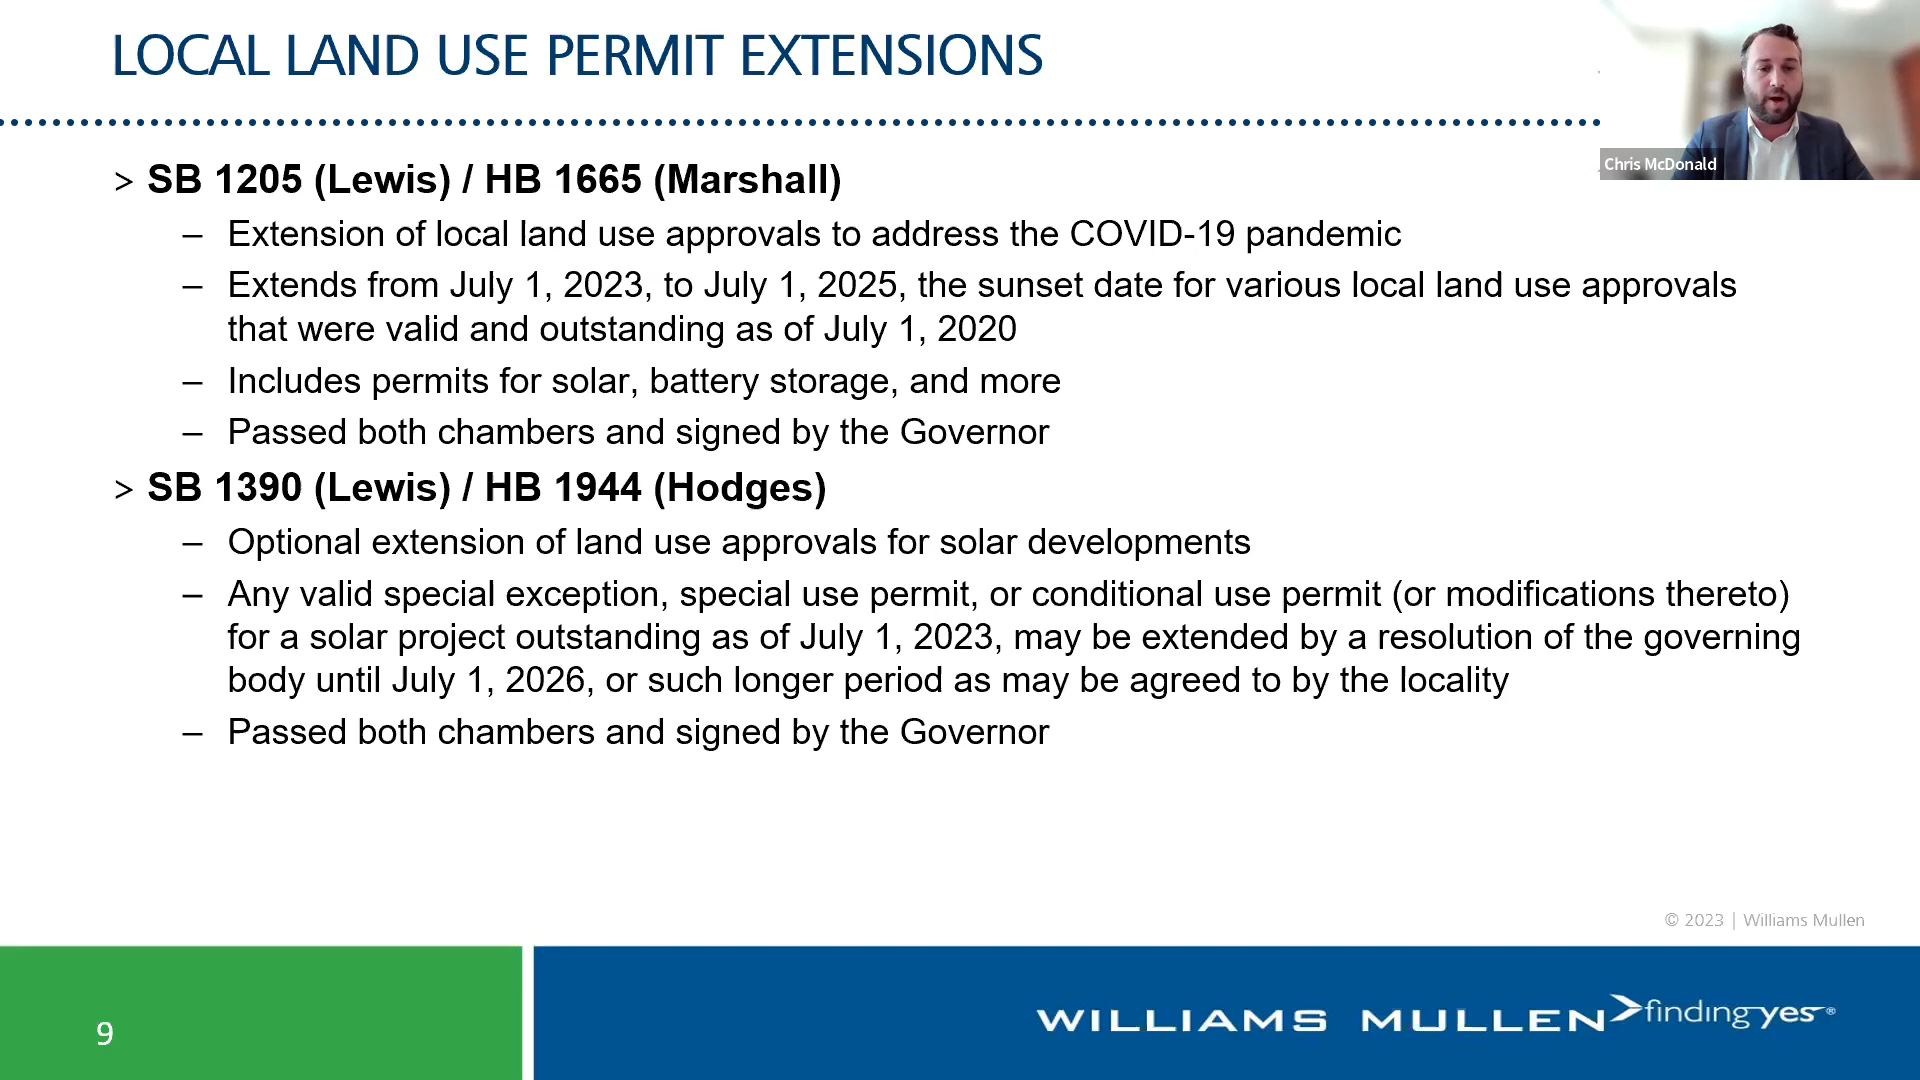 LOCAL LAND USE PERMIT EXTENSIONS
Chris McDonald
> SB 1205 (Lewis) / HB 1665 (Marshall)
– Extension of local land use approvals to address the COVID-19 pandemic
– Extends from July 1, 2023, to July 1, 2025, the sunset date for various local land use approvals
that were valid and outstanding as of July 1, 2020
– Includes permits for solar, battery storage, and more
– Passed both chambers and signed by the Governor
> SB 1390 (Lewis) / HB 1944 (Hodges)
– Optional extension of land use approvals for solar developments
– Any valid special exception, special use permit, or conditional use permit (or modifications thereto)
for a solar project outstanding as of July 1, 2023, may be extended by a resolution of the governing
body until July 1, 2026, or such longer period as may be agreed to by the locality
– Passed both chambers and signed by the Governor
© 2023 | Williams Mullen
9
WILLIAMS MULLEN findingyes®